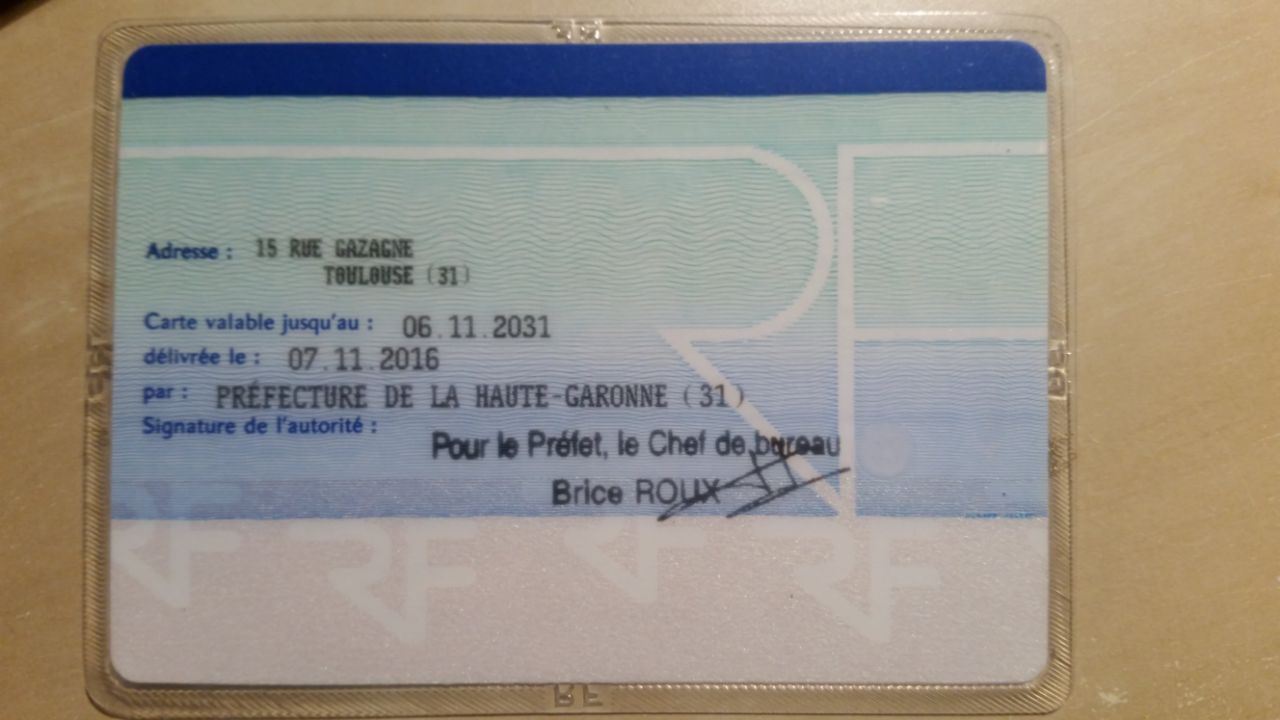 Adresse : 15 RUE GAZAGNE
TOULOUSE (31)
Carte valable jusqu'au : 06.11.2031
délivrée le : 07.11.2016
par : PRÉFECTURE DE LA HAUTE-GARONNE (31)
Signature de l'autorité :
Pour le Préfet, le Chef de bureau
Brice ROUX
RF
RF RF RF RF
RF